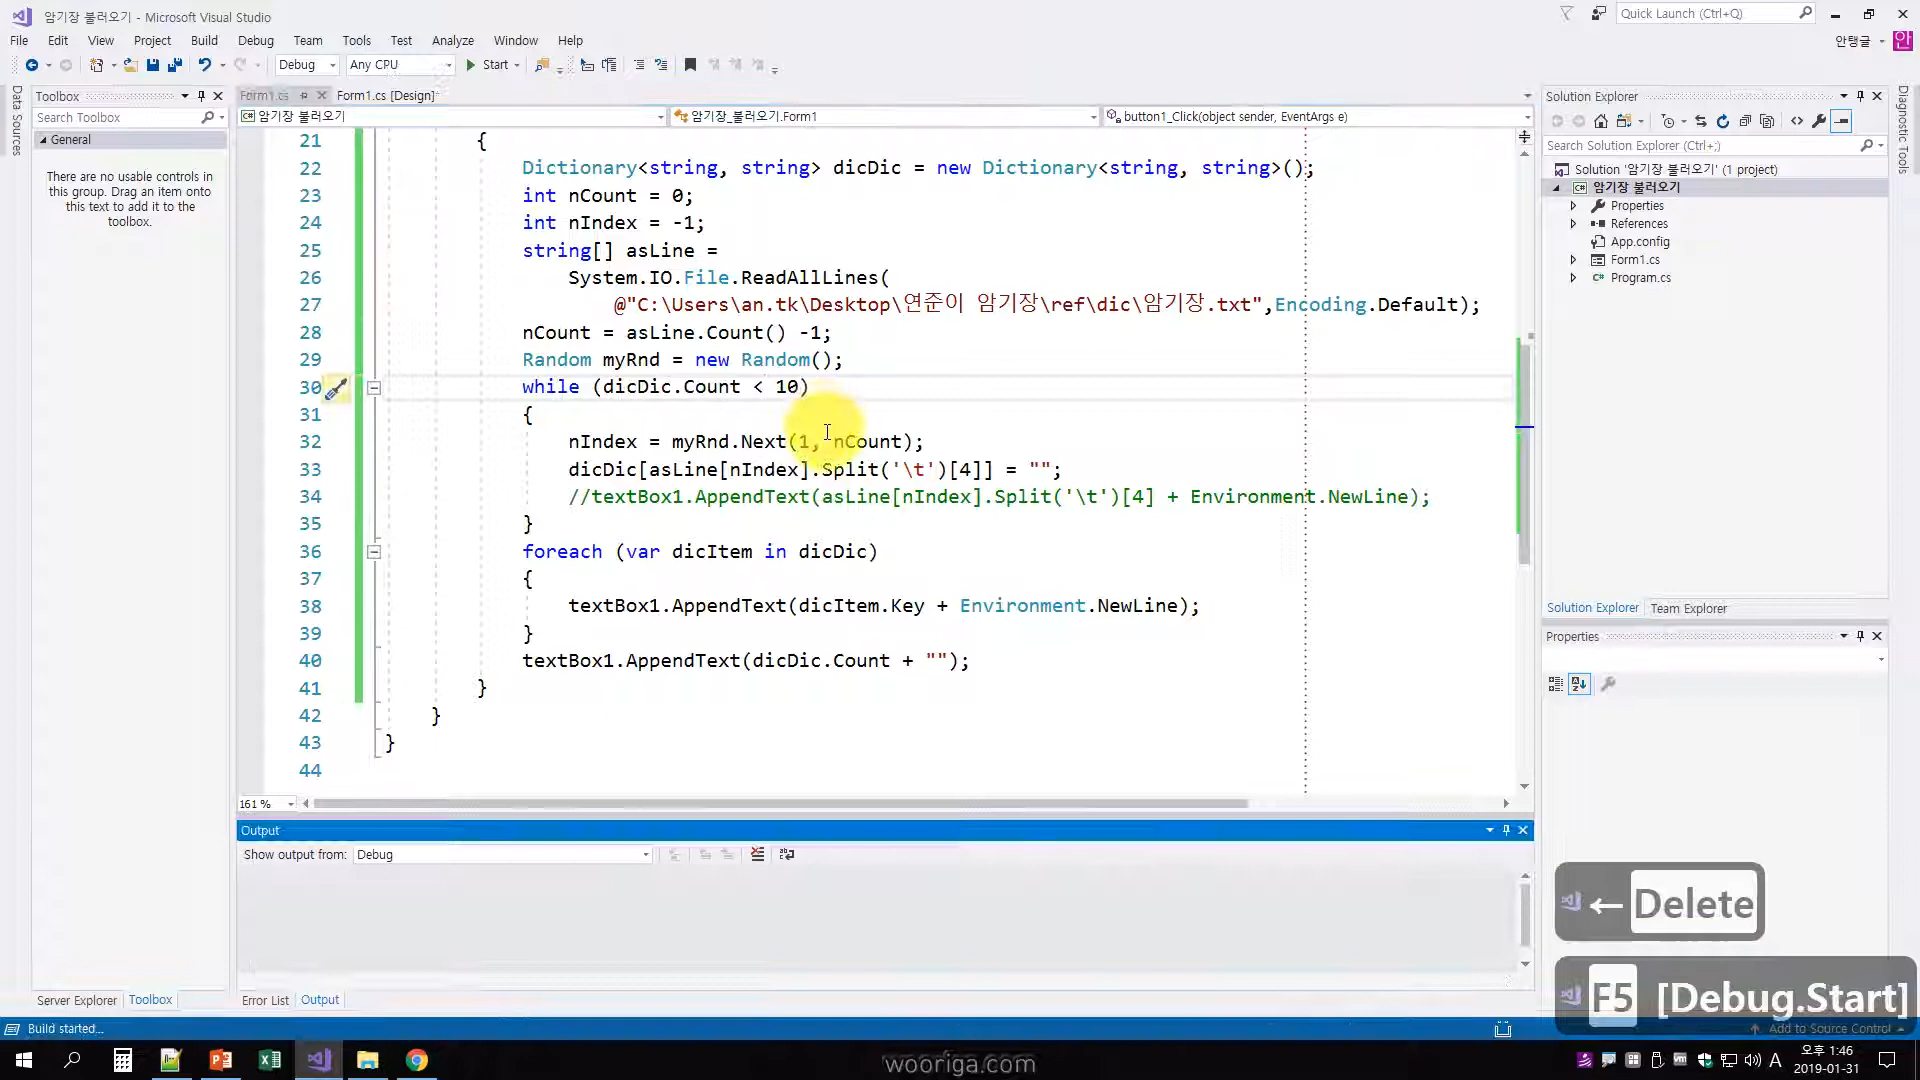 암기장 불러오기 - Microsoft Visual Studio
Quick Launch (Ctrl+Q)
File Edit View Project Build Debug Team Tools Test Analyze Window Help
안탱글 안
Debug Any CPU Start
Data Sources
Toolbox
Search Toolbox
General
There are no usable controls in
this group. Drag an item onto
this text to add it to the
toolbox.
Server Explorer Toolbox
Form1.cs Form1.cs [Design]*
암기장 불러오기 암기장_불러오기.Form1 button1_Click(object sender, EventArgs e)
21 {
22 Dictionary<string, string> dicDic = new Dictionary<string, string>();
23 int nCount = 0;
24 int nIndex = -1;
25 string[] asLine =
26 System.IO.File.ReadAllLines(
27 @"C:\Users\an.tk\Desktop\연준이 암기장\ref\dic\암기장.txt",Encoding.Default);
28 nCount = asLine.Count() -1;
29 Random myRnd = new Random();
30 while (dicDic.Count < 10)
31 {
32 nIndex = myRnd.Next(1, nCount);
33 dicDic[asLine[nIndex].Split('\t')[4]] = "";
34 //textBox1.AppendText(asLine[nIndex].Split('\t')[4] + Environment.NewLine);
35 }
36 foreach (var dicItem in dicDic)
37 {
38 textBox1.AppendText(dicItem.Key + Environment.NewLine);
39 }
40 textBox1.AppendText(dicDic.Count + "");
41 }
42 }
43 }
44
161 %
Output
Show output from: Debug
Error List Output
Solution Explorer
Search Solution Explorer (Ctrl+;)
Solution '암기장 불러오기' (1 project)
암기장 불러오기
Properties
References
App.config
Form1.cs
Program.cs
Solution Explorer Team Explorer
Properties
Diagnostic Tools
← Delete
F5 [Debug.Start]
Build started...
Add to Source Control
wooriga.com
A
오후 1:46
2019-01-31